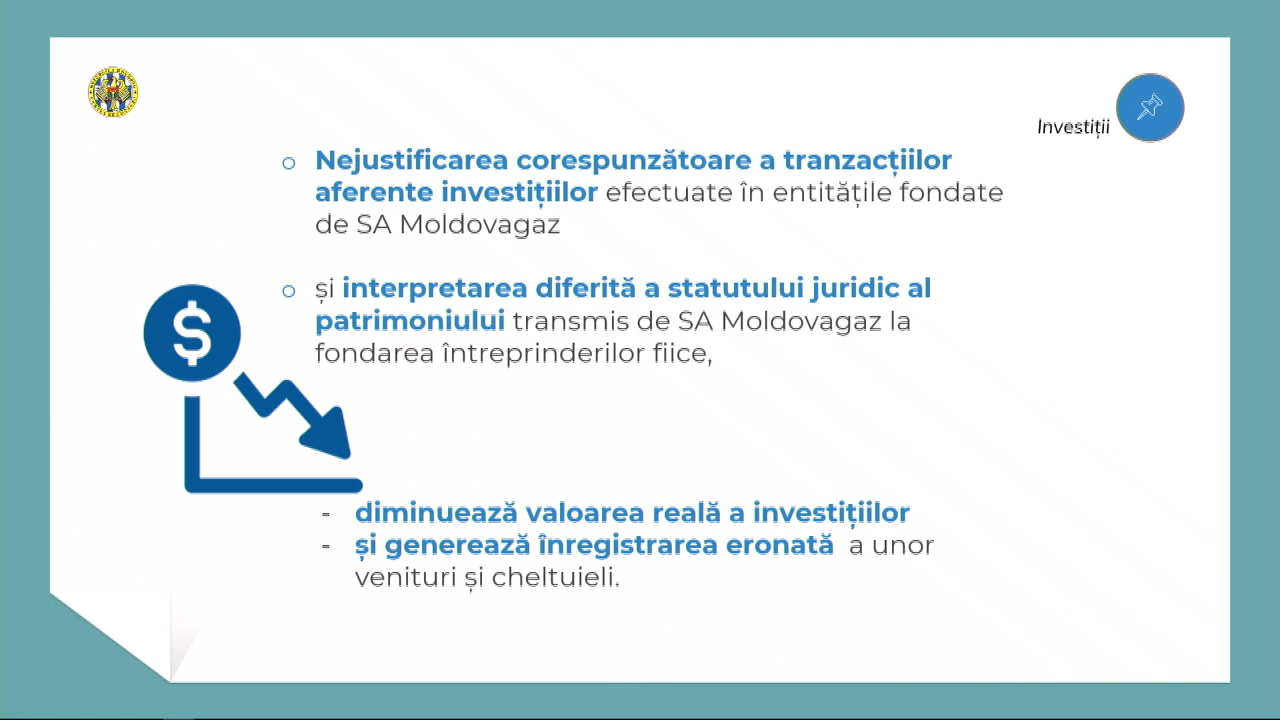 Investiții
o Nejustificarea corespunzătoare a tranzacțiilor
aferente investițiilor efectuate în entitățile fondate
de SA Moldovagaz
o și interpretarea diferită a statutului juridic al
patrimoniului transmis de SA Moldovagaz la
fondarea întreprinderilor fiice,
$
- diminuează valoarea reală a investițiilor
- și generează înregistrarea eronată a unor
venituri și cheltuieli.